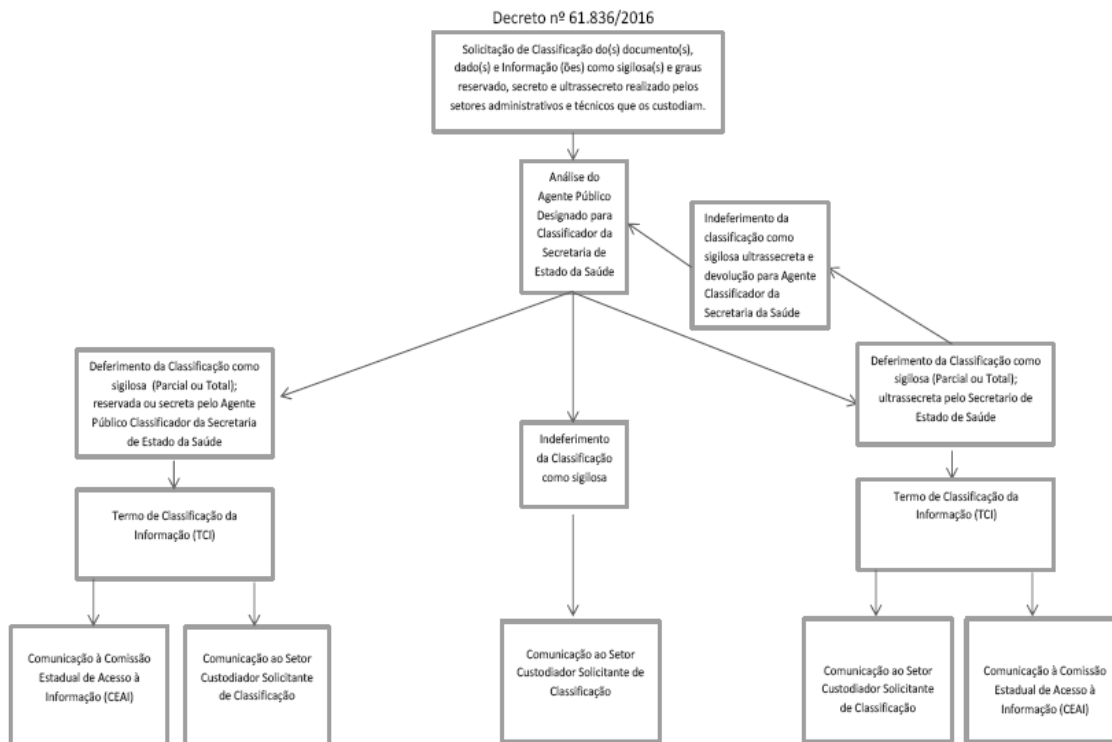 Decreto nº 61.836/2016
Solicitação de Classificação do(s) documento(s),
dado(s) e Informação (ões) como sigilosa(s) e graus
reservado, secreto e ultrassecreto realizado pelos
setores administrativos e técnicos que os custodiam.
Análise do
Agente Público
Designado para
Classificador da
Secretaria de
Estado da Saúde
Indeferimento da
classificação como
sigilosa ultrassecreta e
devolução para Agente
Classificador da
Secretaria da Saúde
Deferimento da Classificação como
sigilosa (Parcial ou Total);
reservada ou secreta pelo Agente
Público Classificador da Secretaria
de Estado da Saúde
Indeferimento
da Classificação
como sigilosa
Deferimento da Classificação como
sigilosa (Parcial ou Total);
ultrassecreta pelo Secretario de
Estado de Saúde
Termo de Classificação da
Informação (TCI)
Termo de Classificação da
Informação (TCI)
Comunicação à Comissão
Estadual de Acesso à
Informação (CEAI)
Comunicação ao Setor
Custodiador Solicitante
de Classificação
Comunicação ao Setor
Custodiador Solicitante de
Classificação
Comunicação ao Setor
Custodiador Solicitante
de Classificação
Comunicação à Comissão
Estadual de Acesso à
Informação (CEAI)